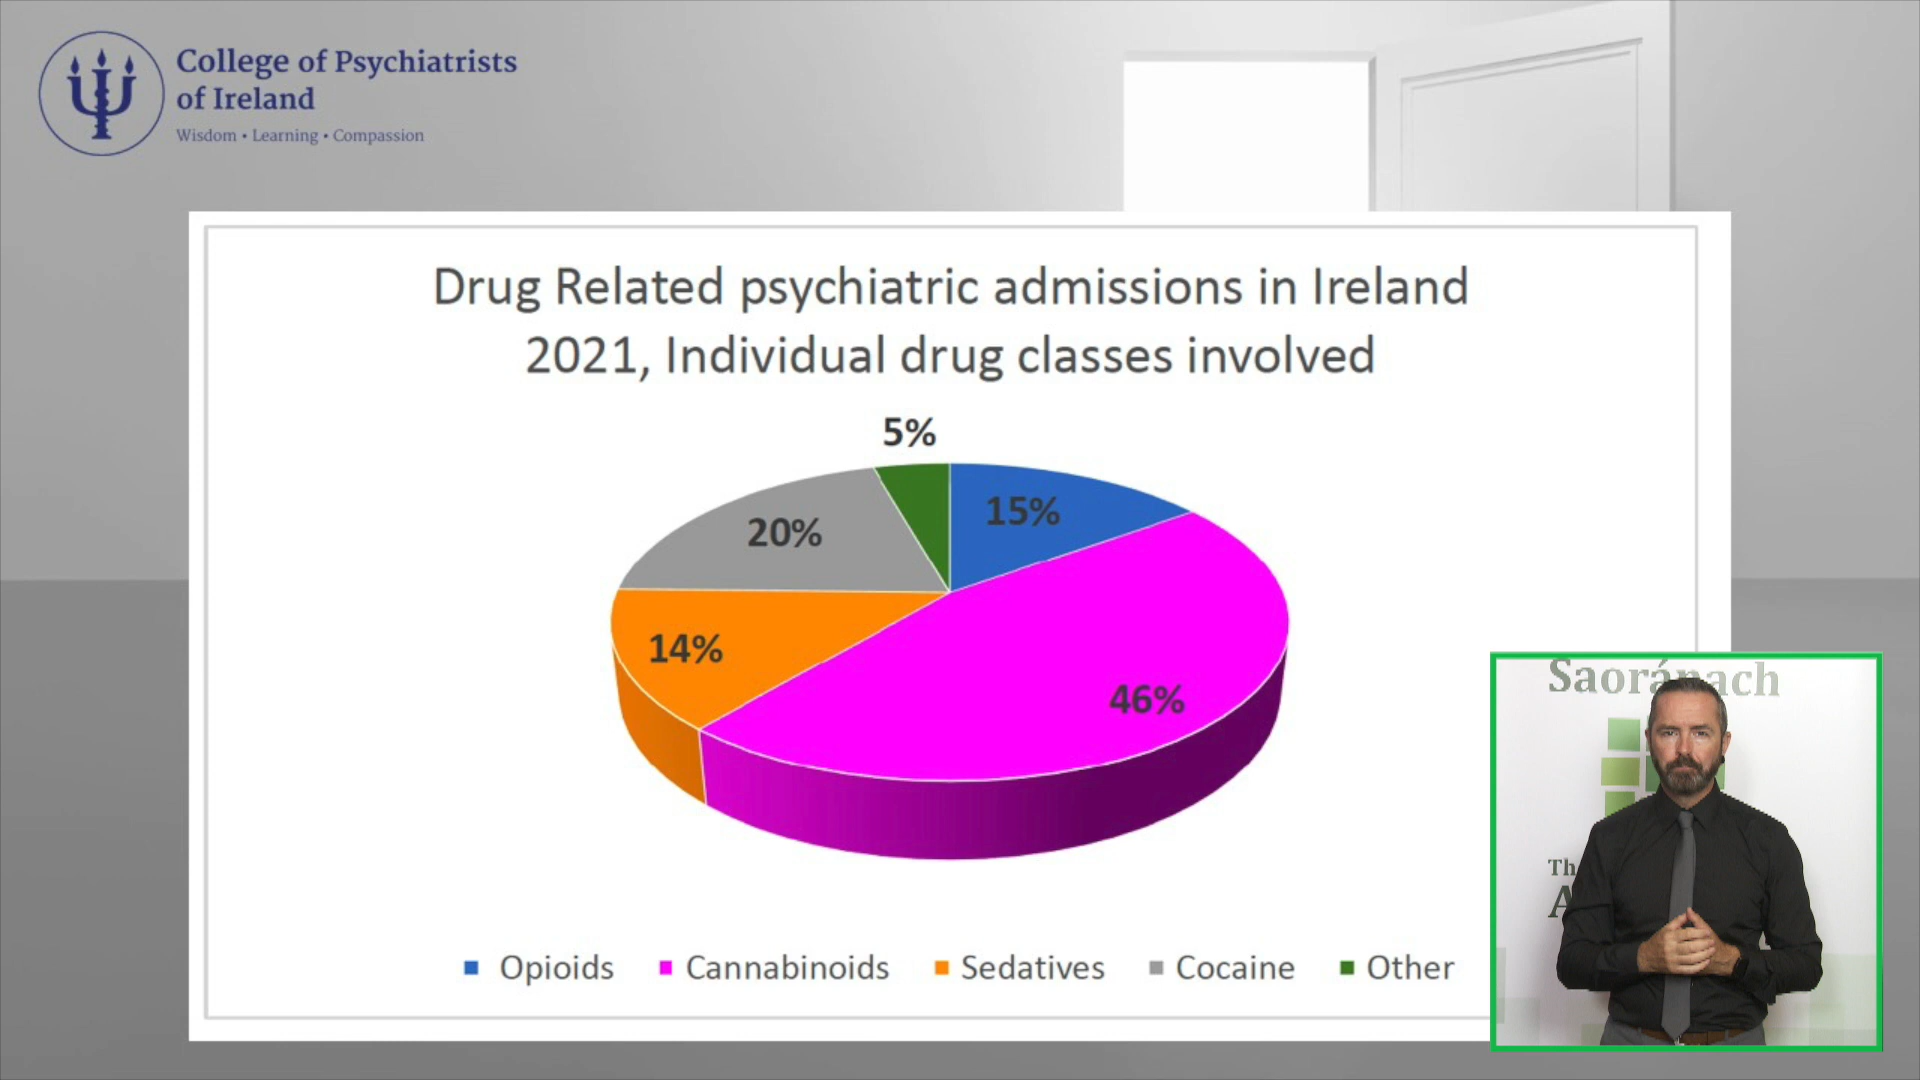 College of Psychiatrists
of Ireland
Wisdom • Learning • Compassion
Drug Related psychiatric admissions in Ireland
2021, Individual drug classes involved
5%
15%
20%
14%
46%
Opioids
Cannabinoids
Sedatives
Cocaine
Other